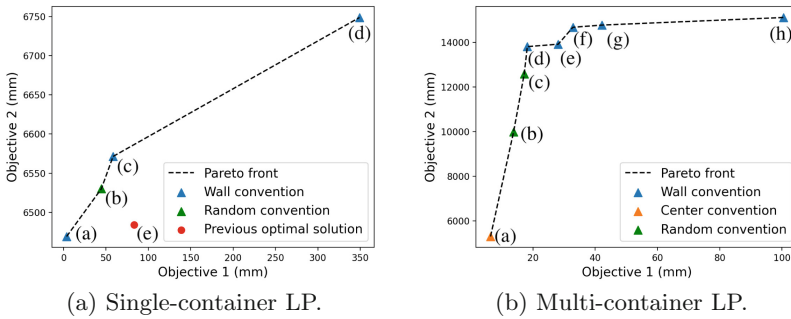 6750
6700
6650
6600
6550
6500
Objective 2 (mm)
(d)
(c)
(b)
(a)
(e)
Pareto front
Wall convention
Random convention
Previous optimal solution
0 50 100 150 200 250 300 350
Objective 1 (mm)
(a) Single-container LP.
14000
12000
10000
8000
6000
Objective 2 (mm)
(f)
(g)
(h)
(d)
(e)
(c)
(b)
(a)
Pareto front
Wall convention
Center convention
Random convention
20 40 60 80 100
Objective 1 (mm)
(b) Multi-container LP.